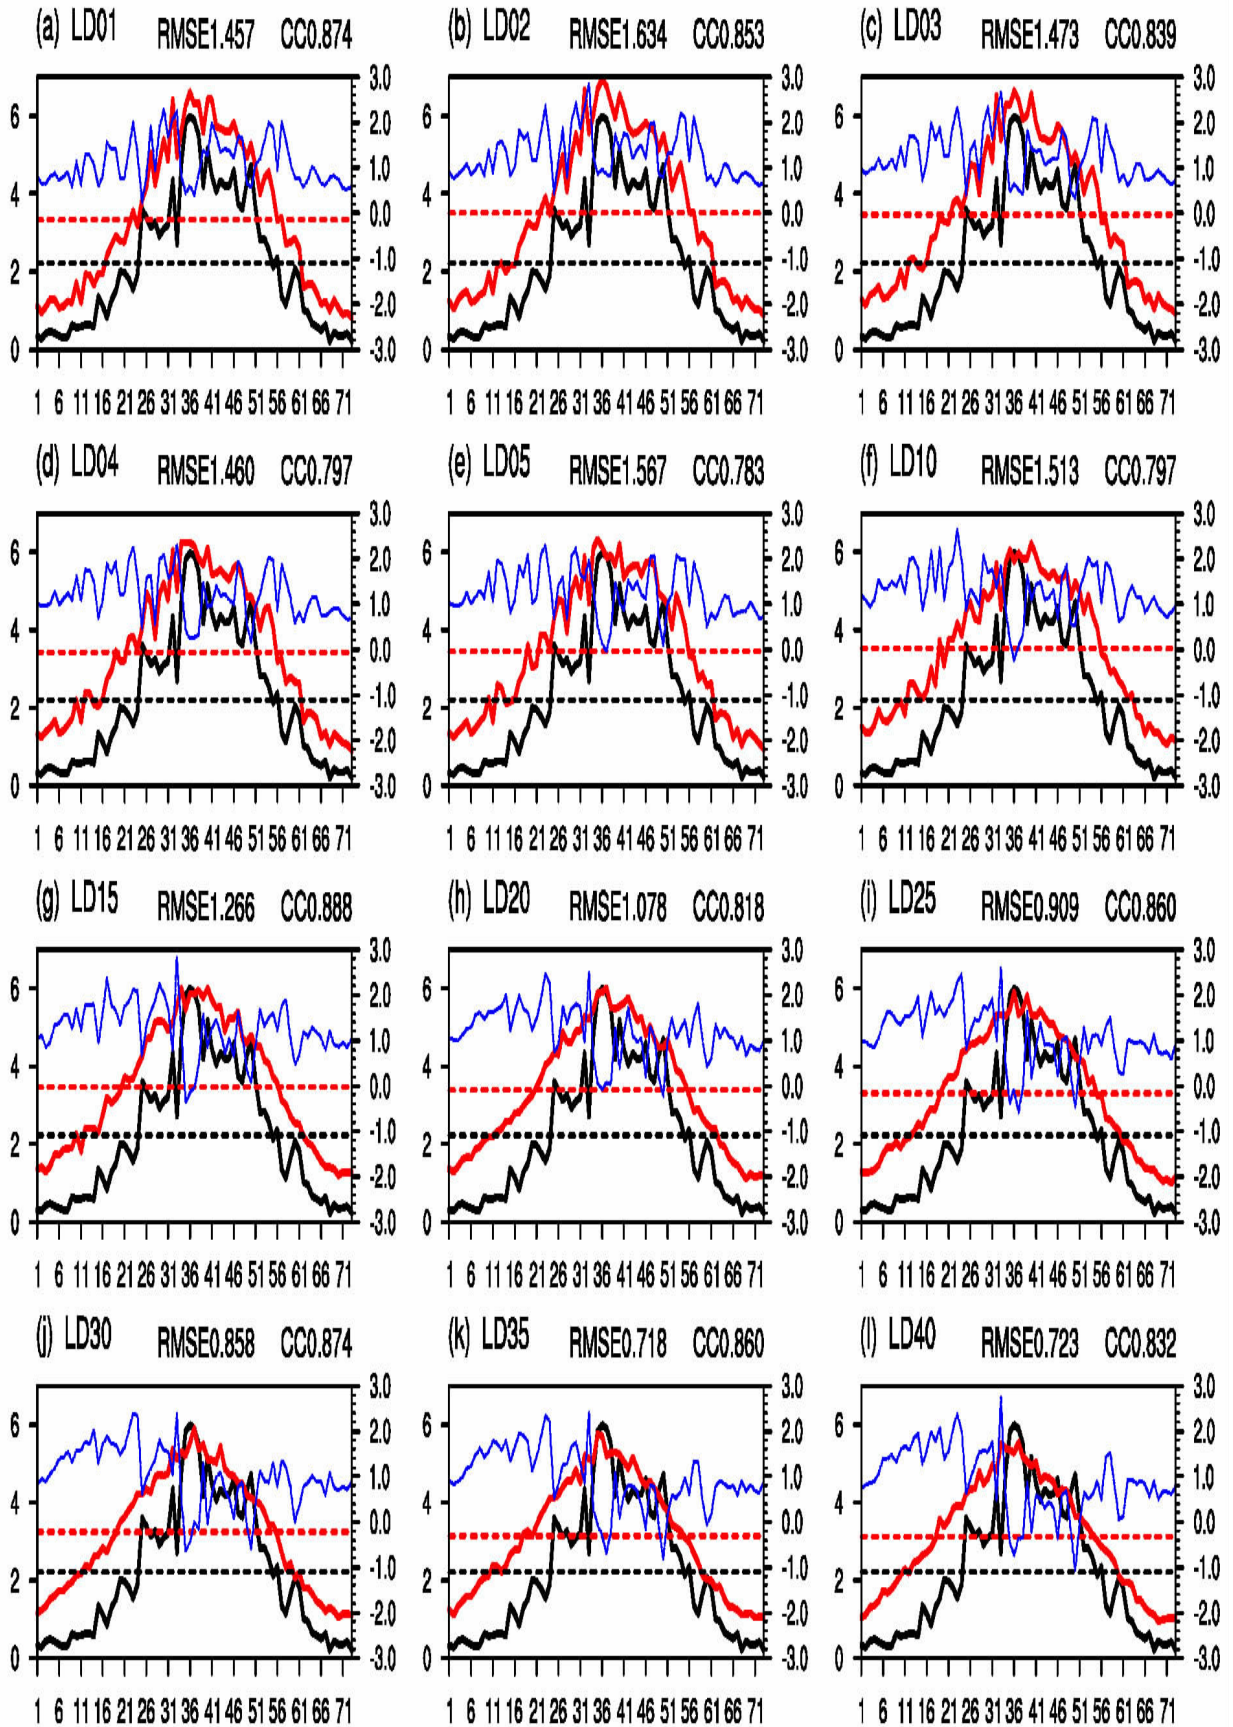 (a) LD01 RMSE1.457 CC0.874 (b) LD02 RMSE1.634 CC0.853 (c) LD03 RMSE1.473 CC0.839
3.0 3.0 3.0
6 2.0 6 2.0 6 2.0
1.0 1.0 1.0
4 0.0 4 0.0 4 0.0
2 -1.0 2 -1.0 2 -1.0
-2.0 -2.0 -2.0
0 -3.0 0 -3.0 0 -3.0
1 6 11 16 21 26 31 36 41 46 51 56 61 66 71 1 6 11 16 21 26 31 36 41 46 51 56 61 66 71 1 6 11 16 21 26 31 36 41 46 51 56 61 66 71
(d) LD04 RMSE1.460 CC0.797 (e) LD05 RMSE1.567 CC0.783 (f) LD10 RMSE1.513 CC0.797
3.0 3.0 3.0
6 2.0 6 2.0 6 2.0
1.0 1.0 1.0
4 0.0 4 0.0 4 0.0
2 -1.0 2 -1.0 2 -1.0
-2.0 -2.0 -2.0
0 -3.0 0 -3.0 0 -3.0
1 6 11 16 21 26 31 36 41 46 51 56 61 66 71 1 6 11 16 21 26 31 36 41 46 51 56 61 66 71 1 6 11 16 21 26 31 36 41 46 51 56 61 66 71
(g) LD15 RMSE1.266 CC0.888 (h) LD20 RMSE1.078 CC0.818 (i) LD25 RMSE0.909 CC0.860
3.0 3.0 3.0
6 2.0 6 2.0 6 2.0
1.0 1.0 1.0
4 0.0 4 0.0 4 0.0
2 -1.0 2 -1.0 2 -1.0
-2.0 -2.0 -2.0
0 -3.0 0 -3.0 0 -3.0
1 6 11 16 21 26 31 36 41 46 51 56 61 66 71 1 6 11 16 21 26 31 36 41 46 51 56 61 66 71 1 6 11 16 21 26 31 36 41 46 51 56 61 66 71
(j) LD30 RMSE0.858 CC0.874 (k) LD35 RMSE0.718 CC0.860 (l) LD40 RMSE0.723 CC0.832
3.0 3.0 3.0
6 2.0 6 2.0 6 2.0
1.0 1.0 1.0
4 0.0 4 0.0 4 0.0
2 -1.0 2 -1.0 2 -1.0
-2.0 -2.0 -2.0
0 -3.0 0 -3.0 0 -3.0
1 6 11 16 21 26 31 36 41 46 51 56 61 66 71 1 6 11 16 21 26 31 36 41 46 51 56 61 66 71 1 6 11 16 21 26 31 36 41 46 51 56 61 66 71